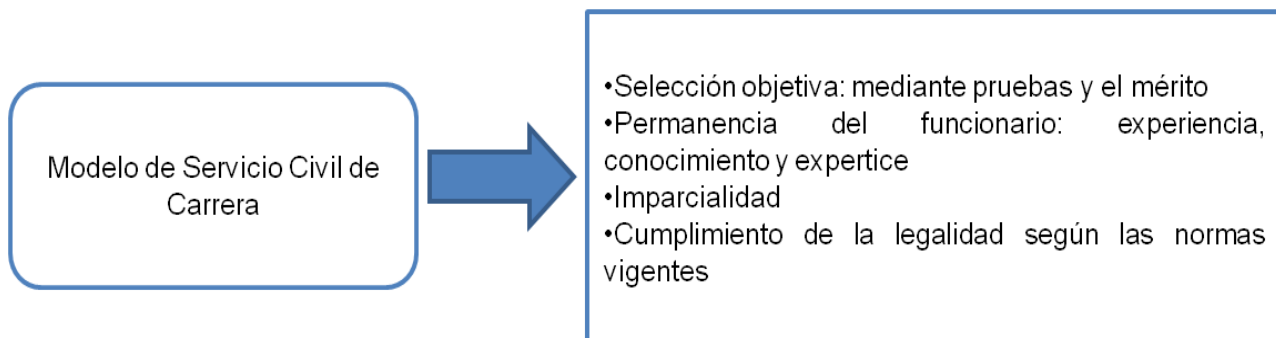 Modelo de Servicio Civil de
Carrera
•Selección objetiva: mediante pruebas y el mérito
•Permanencia del funcionario: experiencia,
conocimiento y expertice
•Imparcialidad
•Cumplimiento de la legalidad según las normas
vigentes